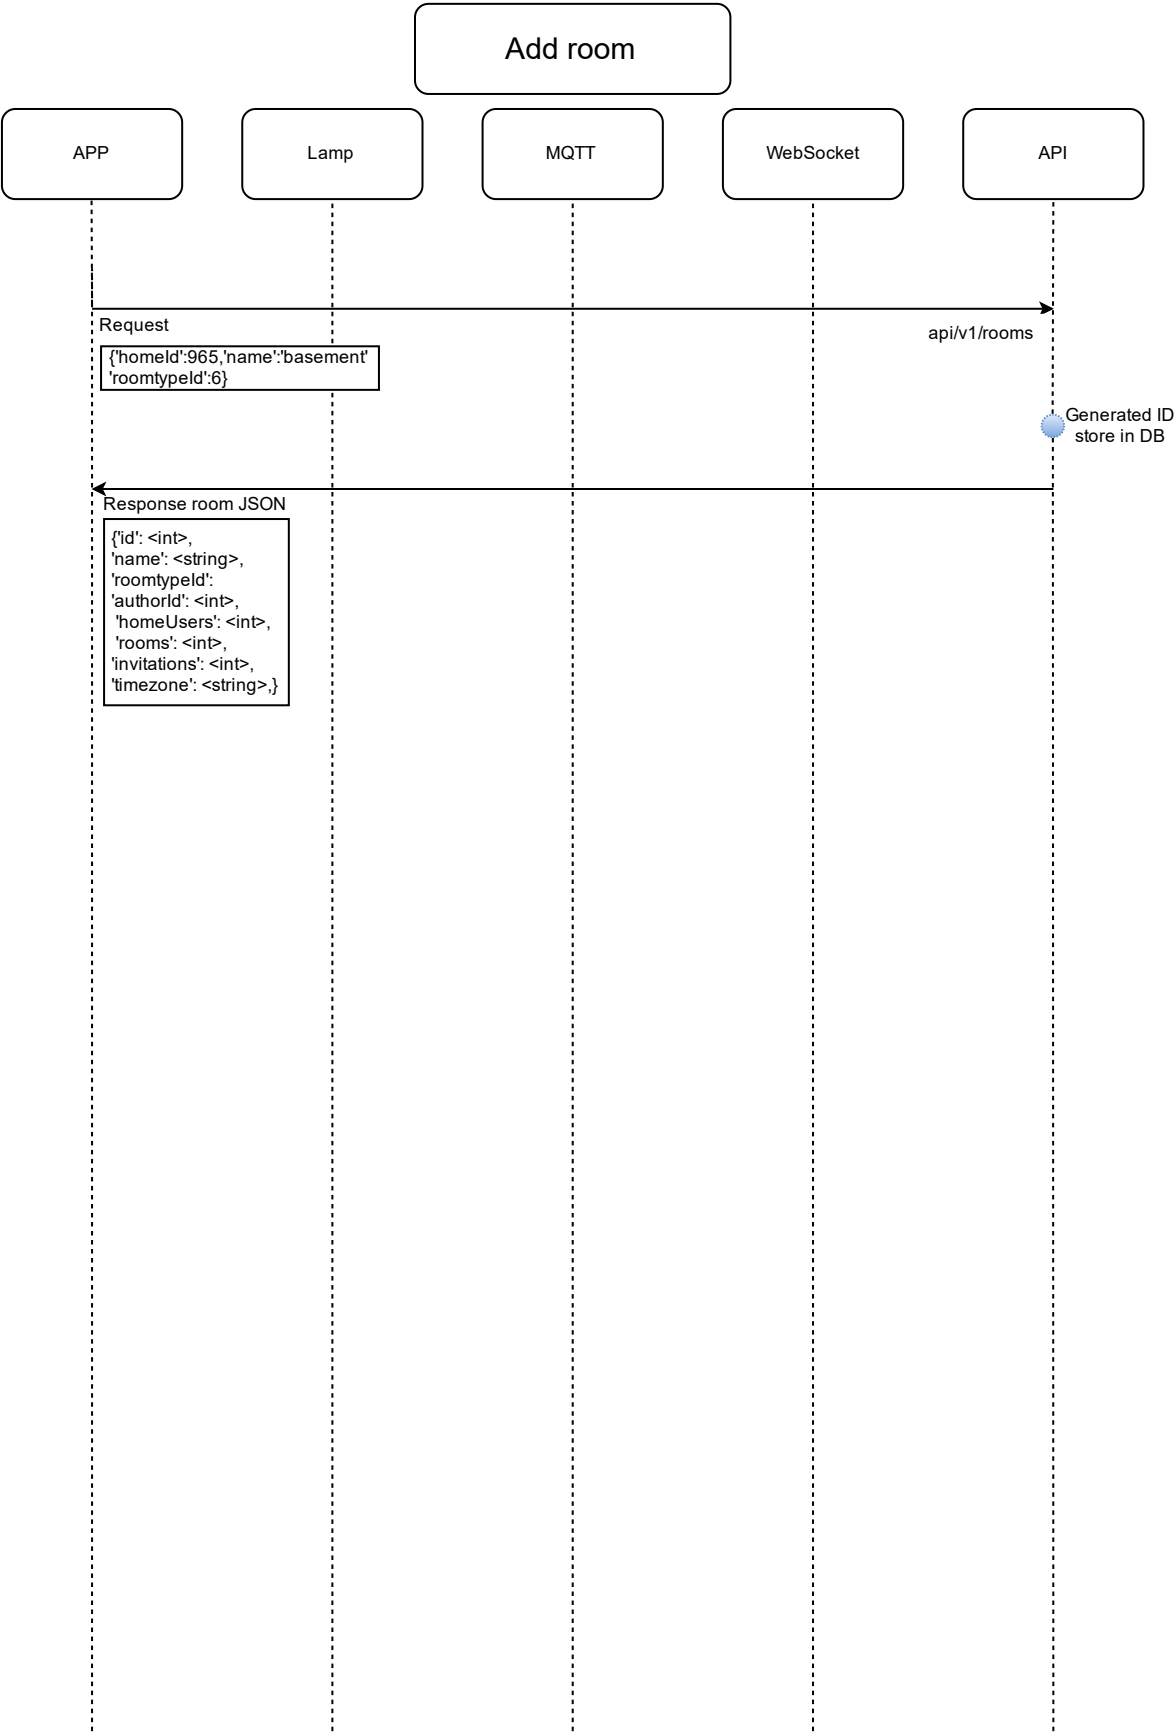 Add room
APP
Lamp
MQTT
WebSocket
API
Request
api/v1/rooms
{'homeId':965,'name':'basement'
'roomtypeId':6}
Generated ID
store in DB
Response room JSON
{'id': <int>,
'name': <string>,
'roomtypeId':
'authorId': <int>,
'homeUsers': <int>,
'rooms': <int>,
'invitations': <int>,
'timezone': <string>,}